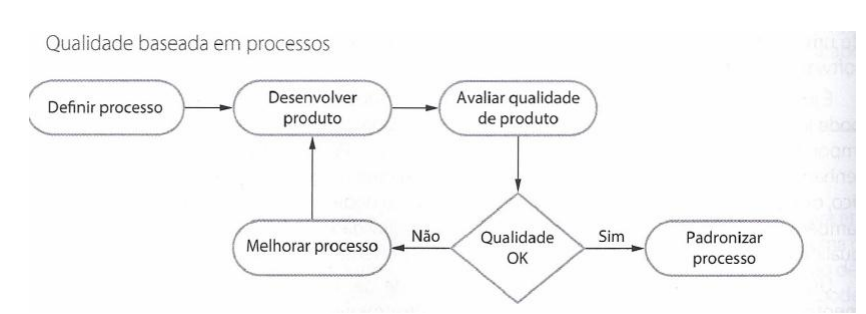 Qualidade baseada em processos
Definir processo
Desenvolver
produto
Avaliar qualidade
de produto
Melhorar processo
Não
Qualidade
OK
Sim
Padronizar
processo